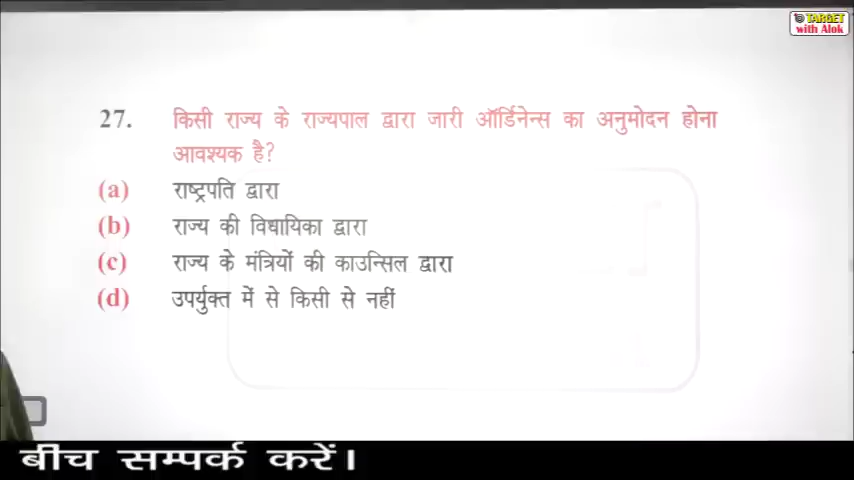 TARGET
with Alok
27. किसी राज्य के राज्यपाल द्वारा जारी ऑर्डिनेन्स का अनुमोदन होना
आवश्यक है?
(a) राष्ट्रपति द्वारा
(b) राज्य की विधायिका द्वारा
(c) राज्य के मंत्रियों की काउन्सिल द्वारा
(d) उपर्युक्त में से किसी से नहीं
बीच सम्पर्क करें।